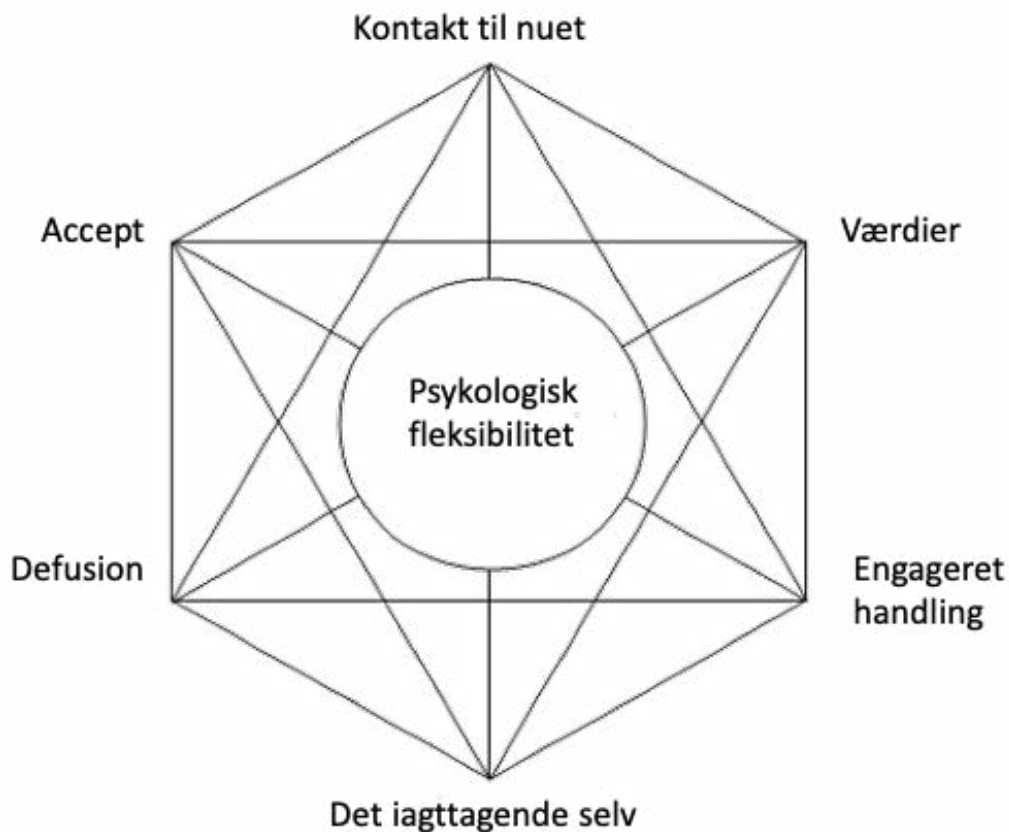 Kontakt til nuet
Accept
Værdier
Psykologisk
fleksibilitet
Defusion
Engageret
handling
Det iagttagende selv